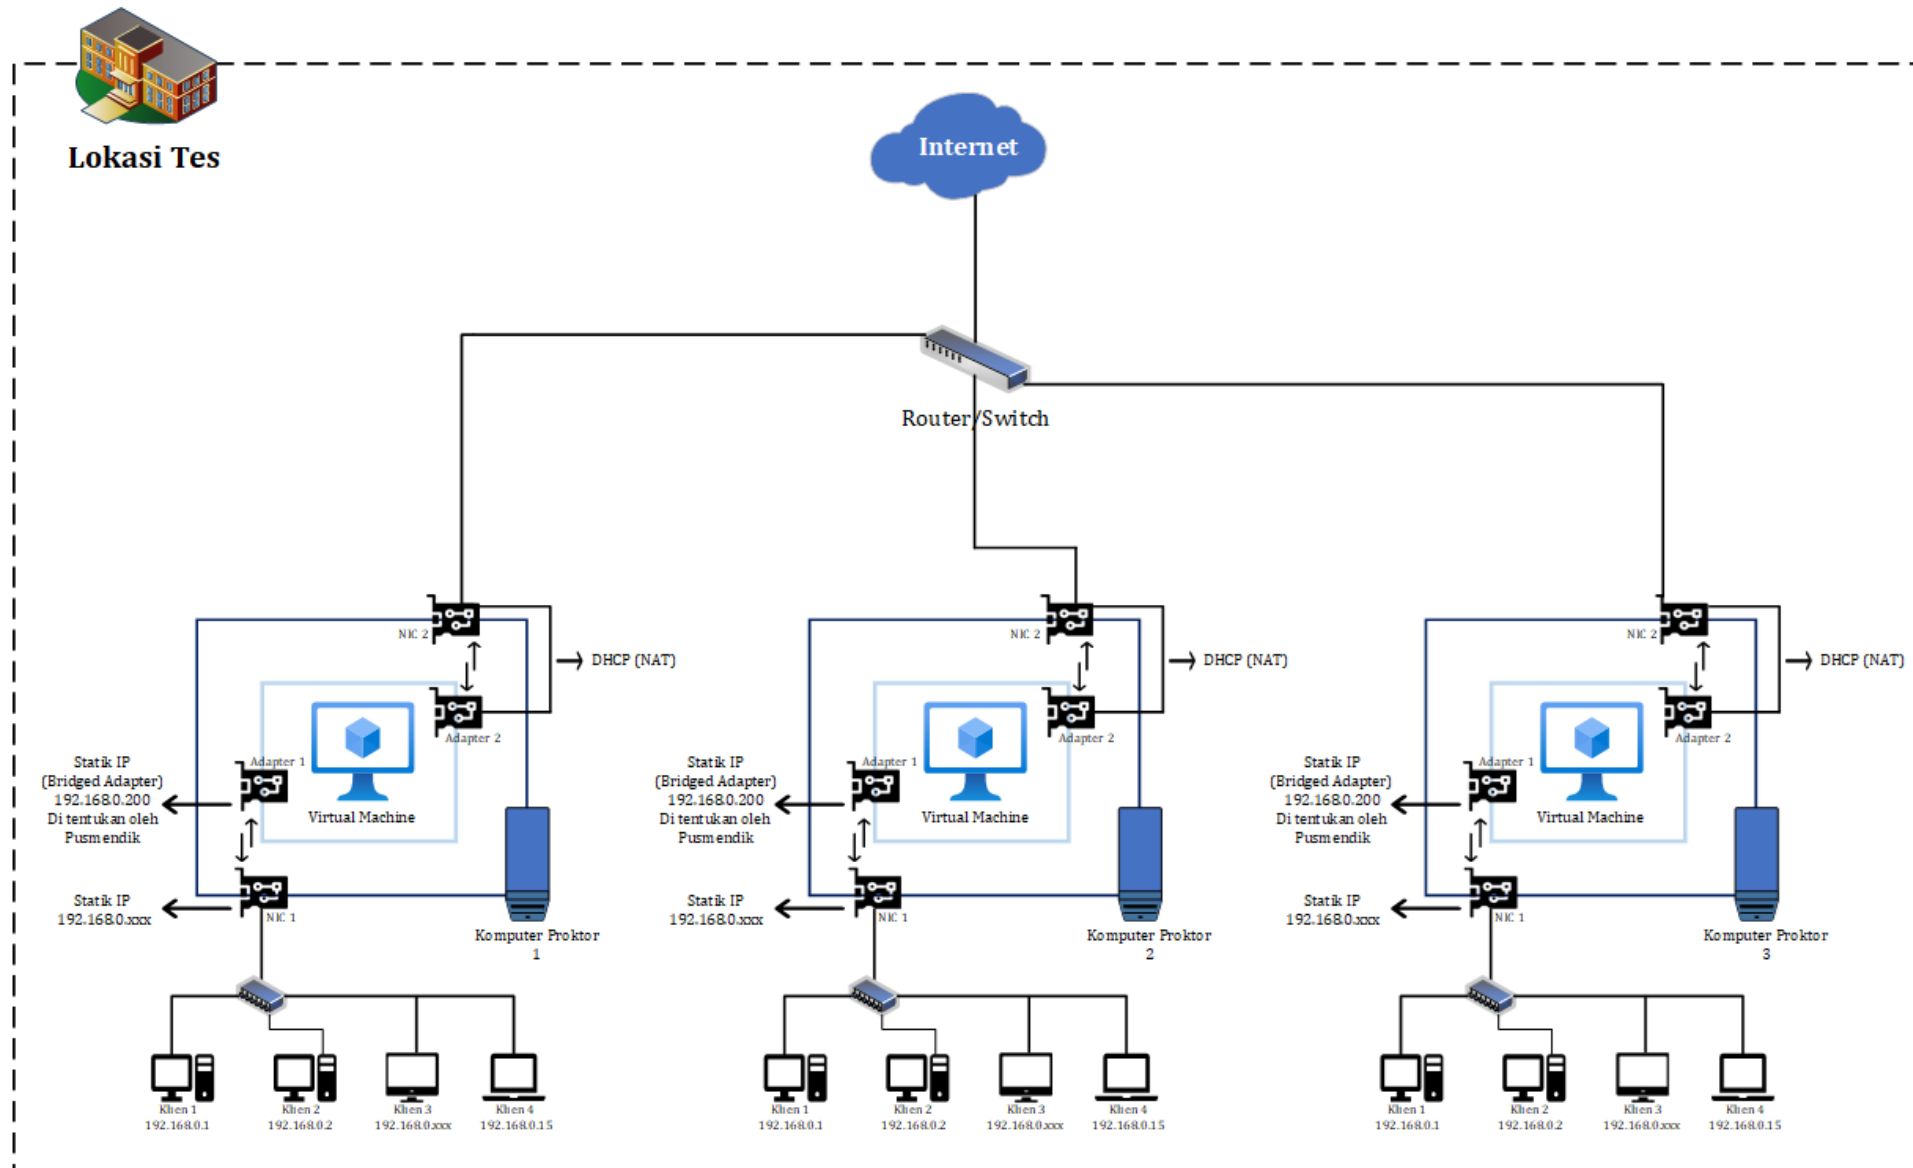 Lokasi Tes
Internet
Router/Switch
NIC 2
DHCP (NAT)
Adapter 2
Adapter 1
Virtual Machine
Statik IP
(Bridged Adapter)
192.168.0.200
Di tentukan oleh
Pusmendik
Statik IP
192.168.0.xxx
NIC 1
Komputer Proktor
1
Klien 1
192.168.0.1
Klien 2
192.168.0.2
Klien 3
192.168.0.xxx
Klien 4
192.168.0.15
NIC 2
DHCP (NAT)
Adapter 2
Adapter 1
Virtual Machine
Statik IP
(Bridged Adapter)
192.168.0.200
Di tentukan oleh
Pusmendik
Statik IP
192.168.0.xxx
NIC 1
Komputer Proktor
2
Klien 1
192.168.0.1
Klien 2
192.168.0.2
Klien 3
192.168.0.xxx
Klien 4
192.168.0.15
NIC 2
DHCP (NAT)
Adapter 2
Adapter 1
Virtual Machine
Statik IP
(Bridged Adapter)
192.168.0.200
Di tentukan oleh
Pusmendik
Statik IP
192.168.0.xxx
NIC 1
Komputer Proktor
3
Klien 1
192.168.0.1
Klien 2
192.168.0.2
Klien 3
192.168.0.xxx
Klien 4
192.168.0.15